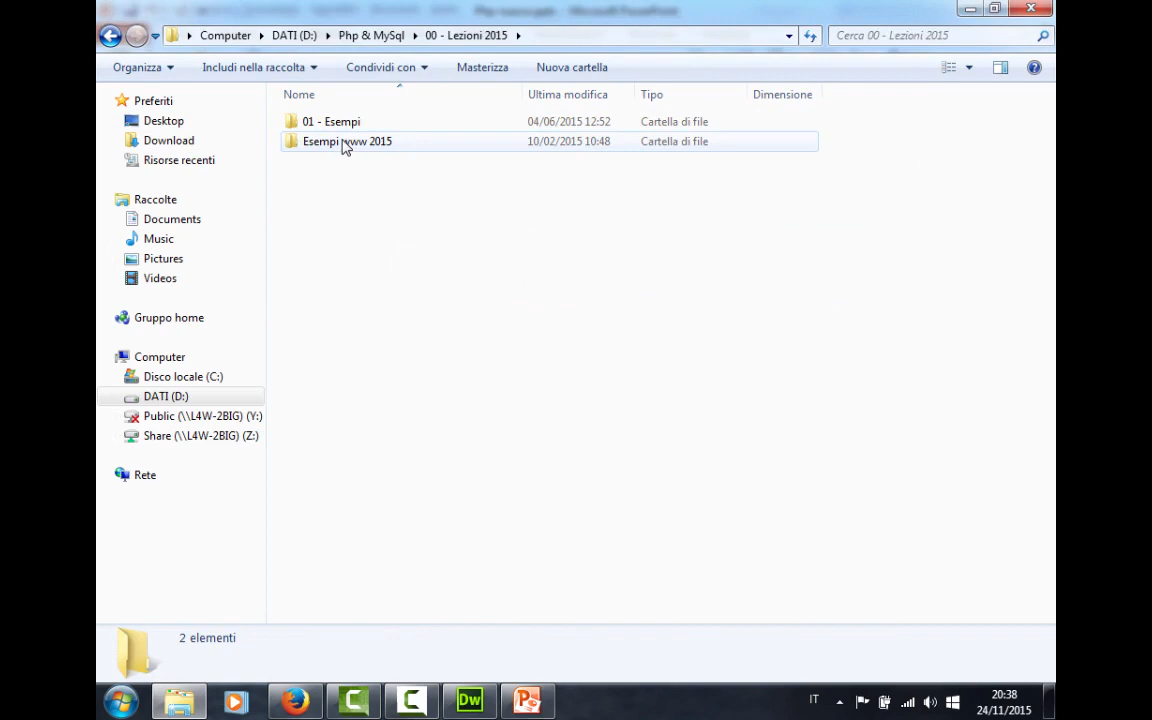 Computer DATI (D:) Php & MySql 00 - Lezioni 2015 Cerca 00 - Lezioni 2015
Organizza Includi nella raccolta Condividi con Masterizza Nuova cartella
Nome Ultima modifica Tipo Dimensione
01 - Esempi 04/06/2015 12:52 Cartella di file
Esempi www 2015 10/02/2015 10:48 Cartella di file
Preferiti
Desktop
Download
Risorse recenti
Raccolte
Documents
Music
Pictures
Videos
Gruppo home
Computer
Disco locale (C:)
DATI (D:)
Public (\\L4W-2BIG) (Y:)
Share (\\L4W-2BIG) (Z:)
Rete
2 elementi
Dw
IT
20:38
24/11/2015